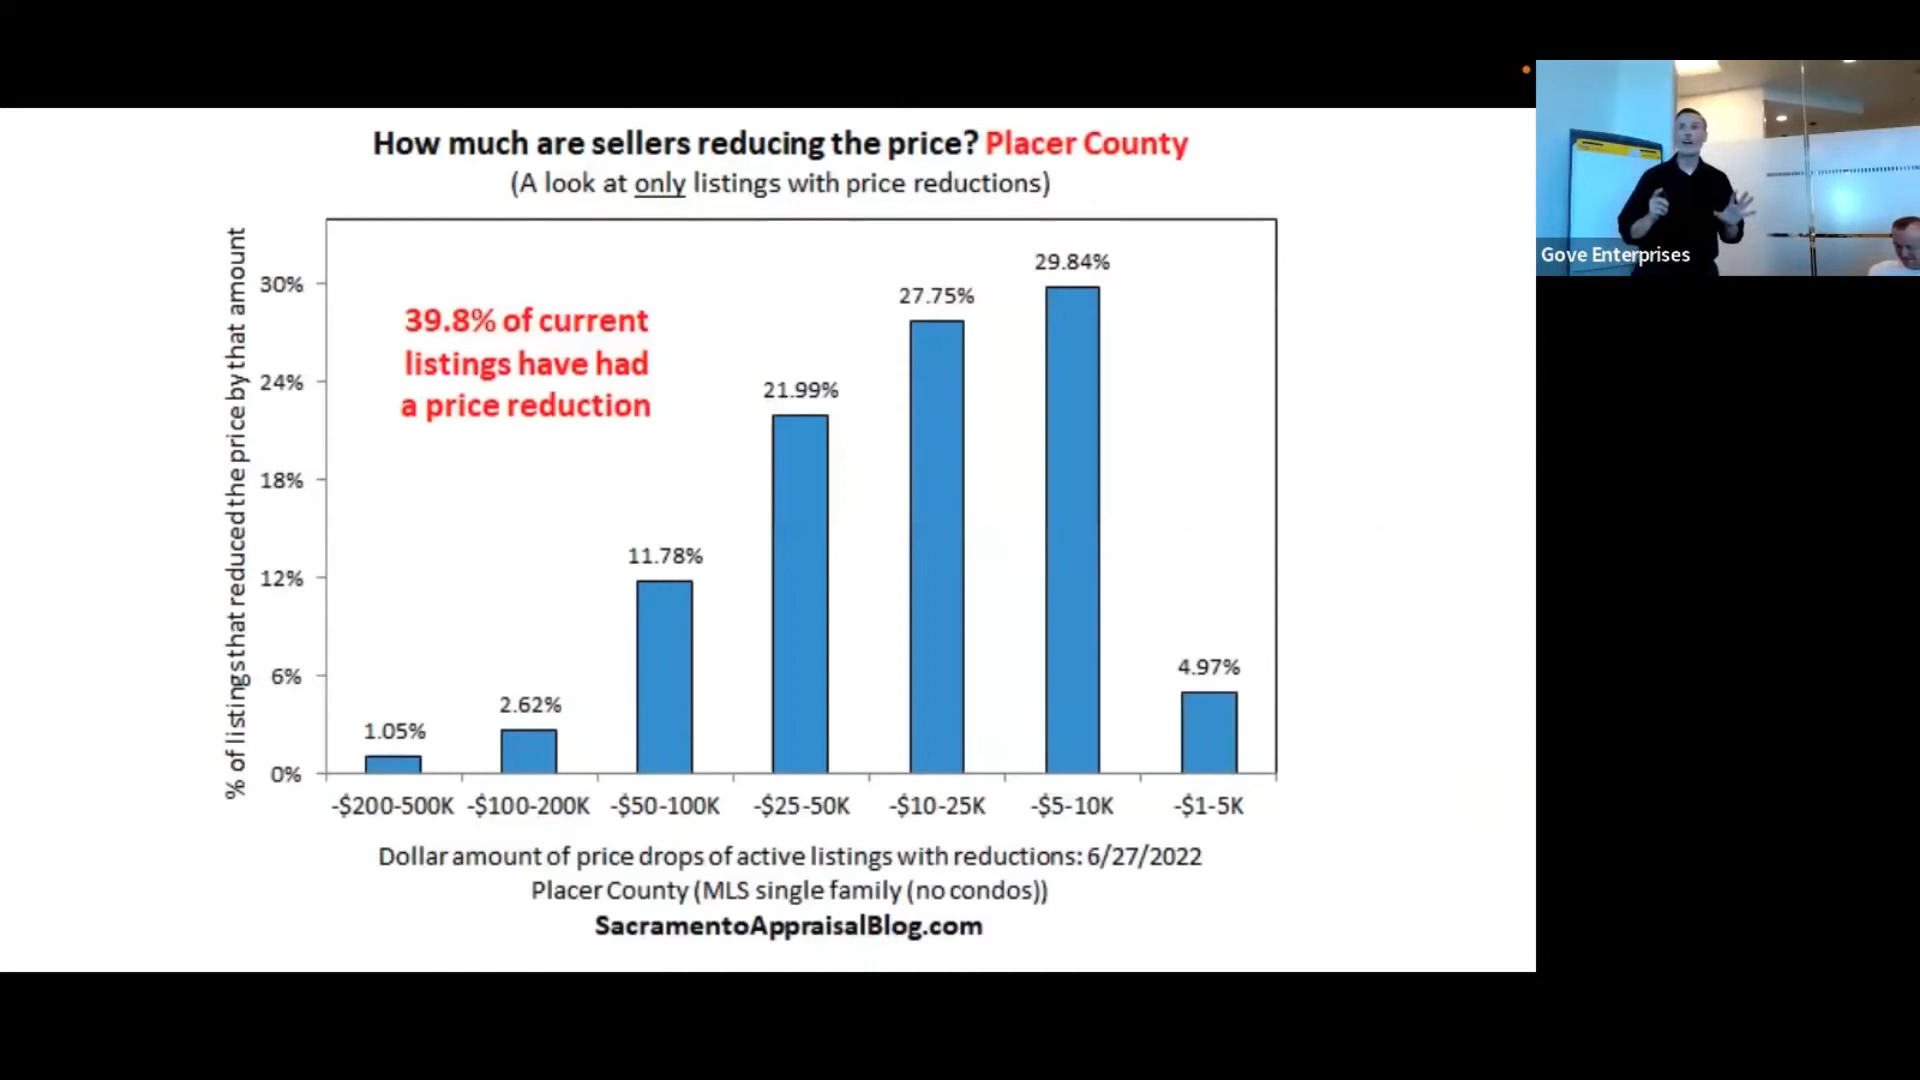 How much are sellers reducing the price? Placer County
(A look at only listings with price reductions)
% of listings that reduced the price by that amount
30%
24%
18%
12%
6%
0%
39.8% of current
listings have had
a price reduction
1.05%
2.62%
11.78%
21.99%
27.75%
29.84%
4.97%
-$200-500K -$100-200K -$50-100K -$25-50K -$10-25K -$5-10K -$1-5K
Dollar amount of price drops of active listings with reductions: 6/27/2022
Placer County (MLS single family (no condos))
SacramentoAppraisalBlog.com
Gove Enterprises